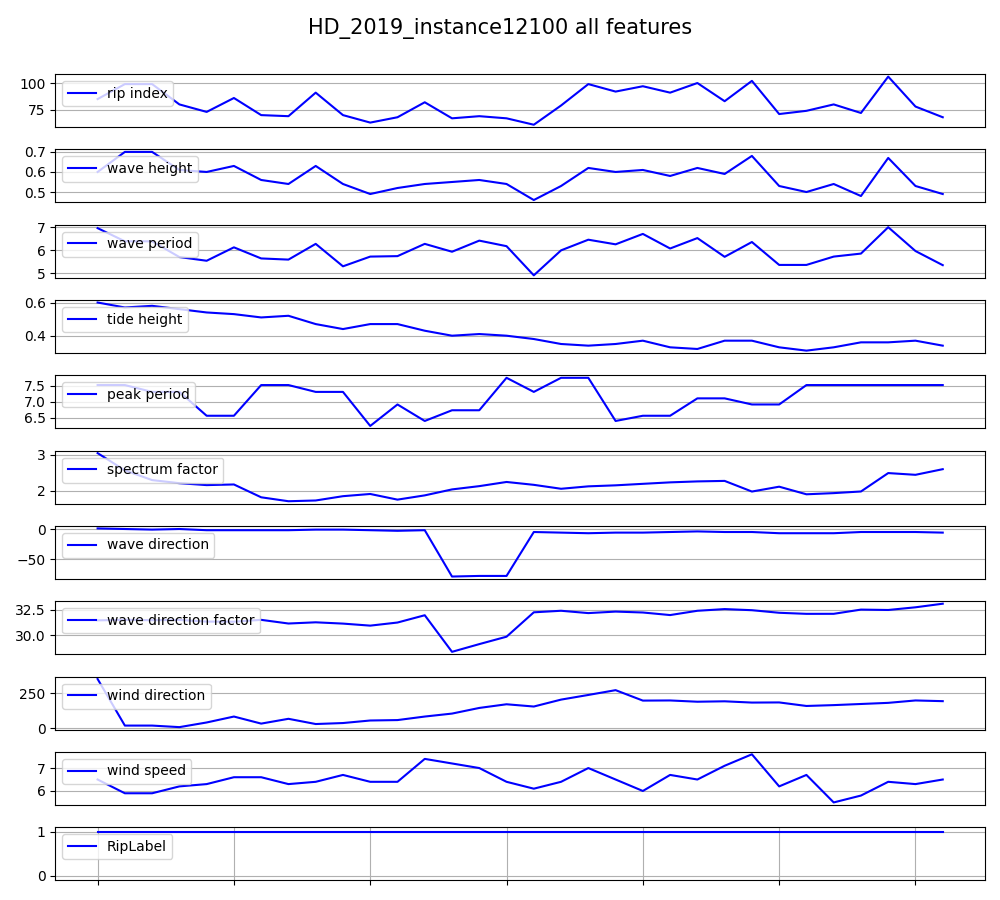 HD_2019_instance12100 all features
100
75
rip index
0.7
0.6
0.5
wave height
7
6
5
wave period
0.6
0.4
tide height
7.5
7.0
6.5
peak period
3
2
spectrum factor
0
−50
wave direction
32.5
30.0
wave direction factor
250
0
wind direction
7
6
wind speed
1
0
RipLabel